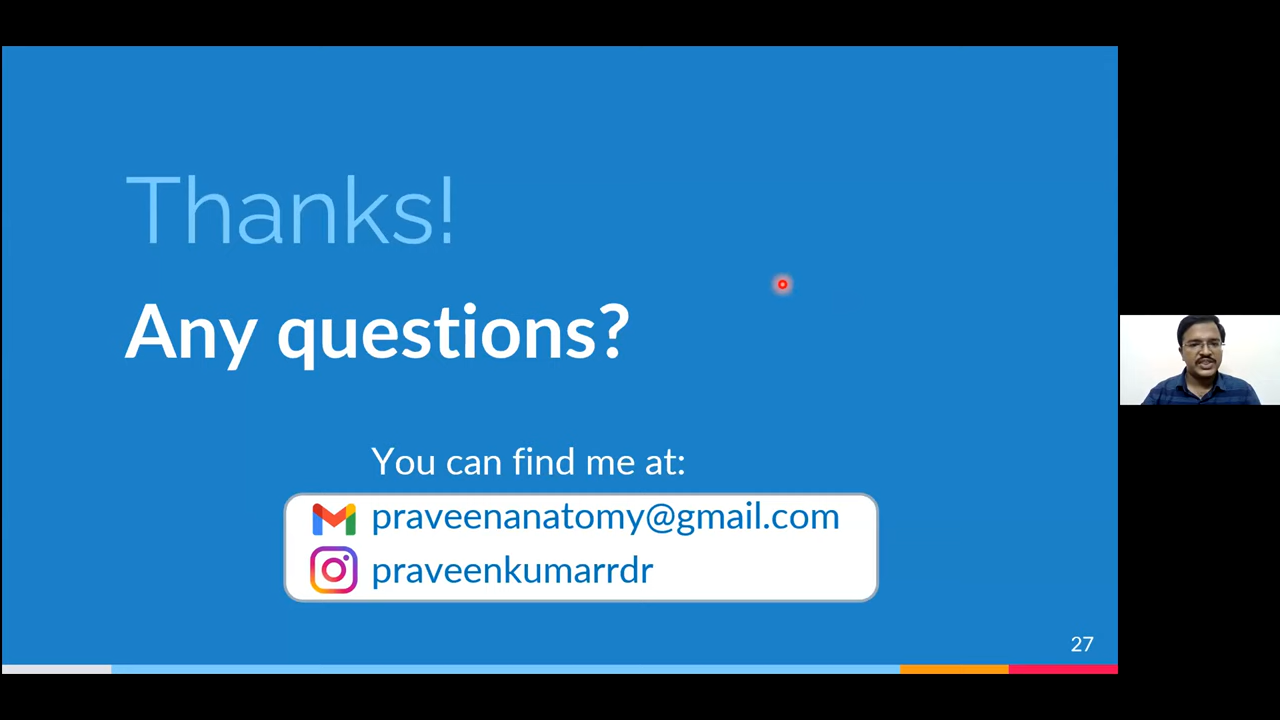 Thanks!
Any questions?
You can find me at:
praveenanatomy@gmail.com
praveenkumarrdr
27